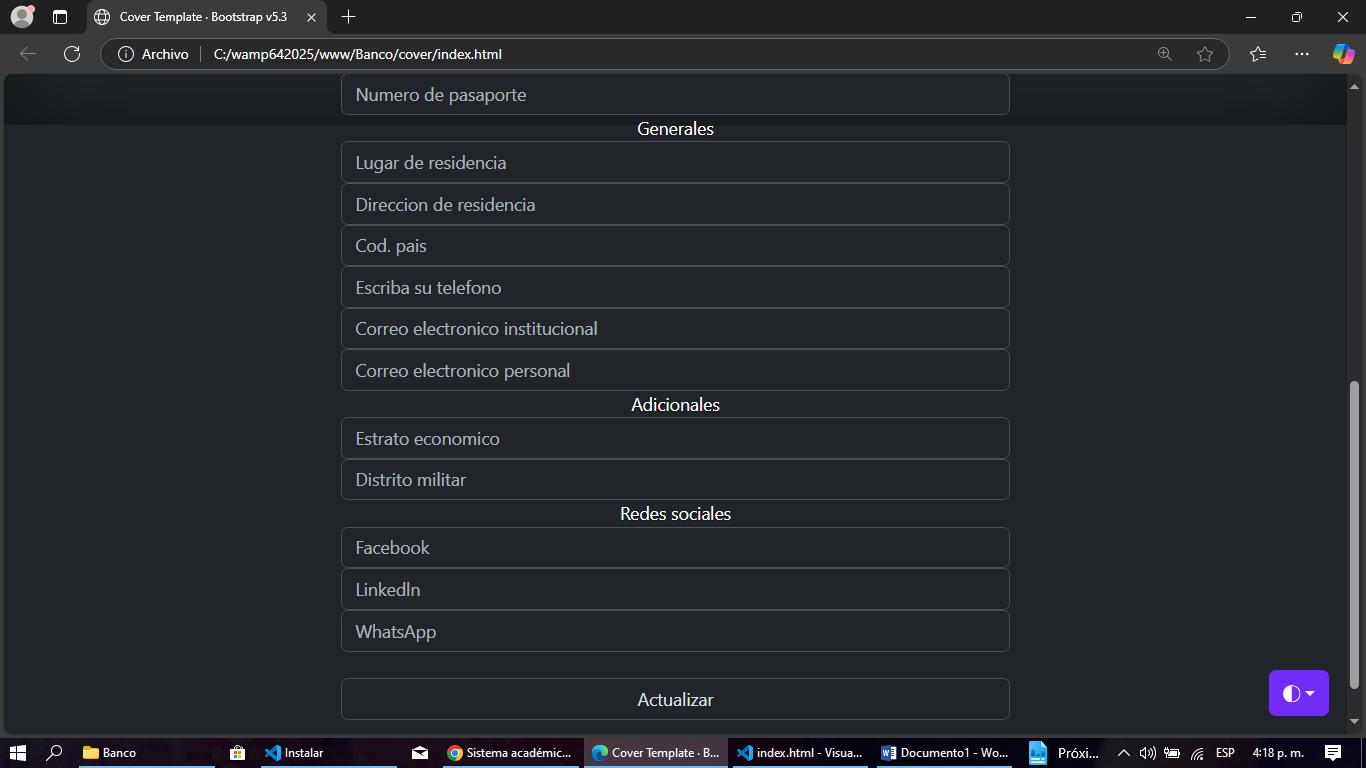 Cover Template · Bootstrap v5.3
Archivo
C:/wamp642025/www/Banco/cover/index.html
Numero de pasaporte
Generales
Lugar de residencia
Direccion de residencia
Cod. pais
Escriba su telefono
Correo electronico institucional
Correo electronico personal
Adicionales
Estrato economico
Distrito militar
Redes sociales
Facebook
LinkedIn
WhatsApp
Actualizar
Banco
Instalar
Sistema académic...
Cover Template · B...
index.html - Visua...
Documento1 - Wo...
Próxi...
ESP
4:18 p. m.